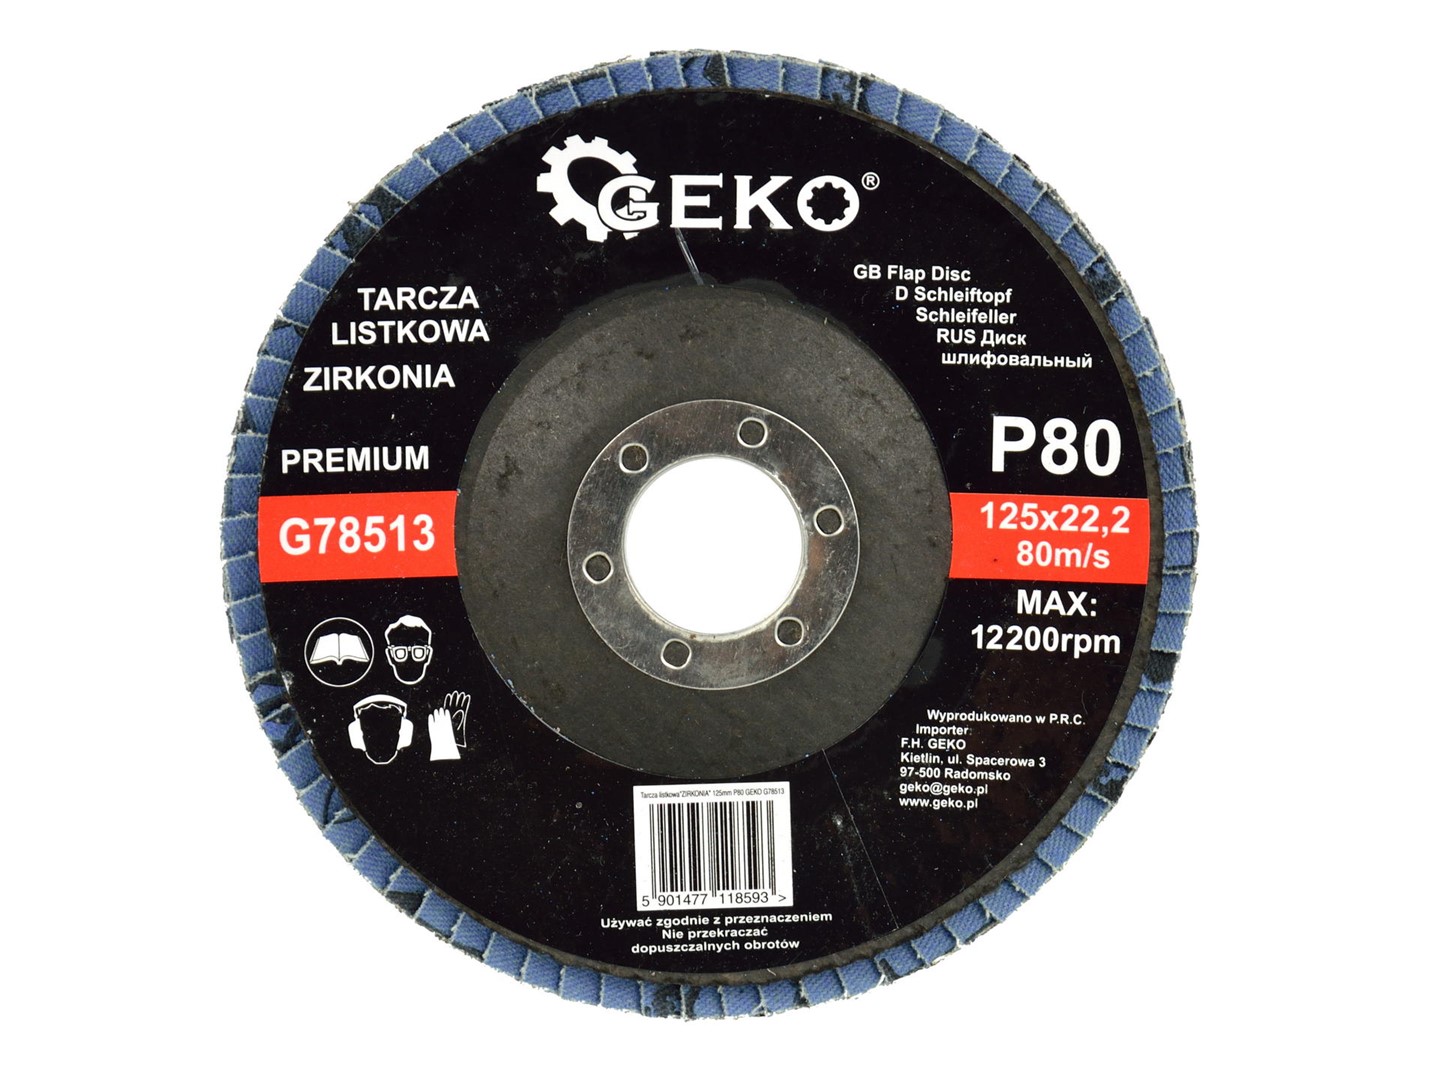 GEKO®
TARCZA
LISTKOWA
ZIRKONIA
PREMIUM
G78513
GB Flap Disc
D Schleiftopf
Schleifeller
RUS Диск
шлифовальный
P80
125x22,2
80m/s
MAX:
12200rpm
Wyprodukowano w P.R.C.
Importer:
F.H. GEKO
Kietlin, ul. Spacerowa 3
97-500 Radomsko
geko@geko.pl
www.geko.pl
Tarcza listkowa"ZIRKONIA" 125mm P80 GEKO G78513
5 901477 118593 >
Używać zgodnie z przeznaczeniem
Nie przekraczać
dopuszczalnych obrotów